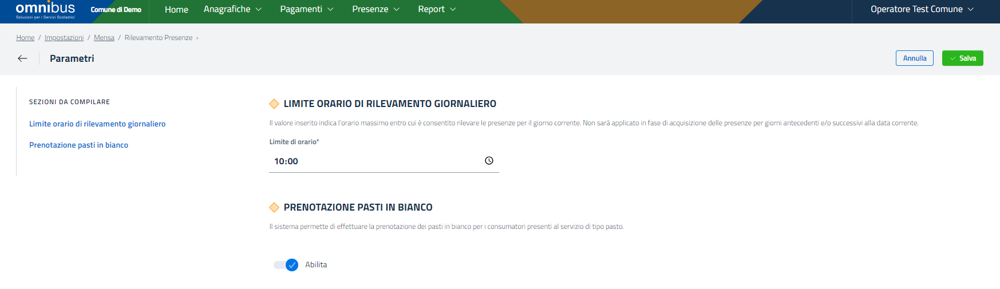 omnibus
Soluzioni per i Servizi Scolastici
Comune di Demo
Home
Anagrafiche
Pagamenti
Presenze
Report
Operatore Test Comune
Home / Impostazioni / Mensa / Rilevamento Presenze ›
Parametri
Annulla
Salva
SEZIONI DA COMPILARE
Limite orario di rilevamento giornaliero
Prenotazione pasti in bianco
LIMITE ORARIO DI RILEVAMENTO GIORNALIERO
Il valore inserito indica l'orario massimo entro cui è consentito rilevare le presenze per il giorno corrente. Non sarà applicato in fase di acquisizione delle presenze per giorni antecedenti e/o successivi alla data corrente.
Limite di orario*
10:00
PRENOTAZIONE PASTI IN BIANCO
Il sistema permette di effettuare la prenotazione dei pasti in bianco per i consumatori presenti al servizio di tipo pasto.
Abilita